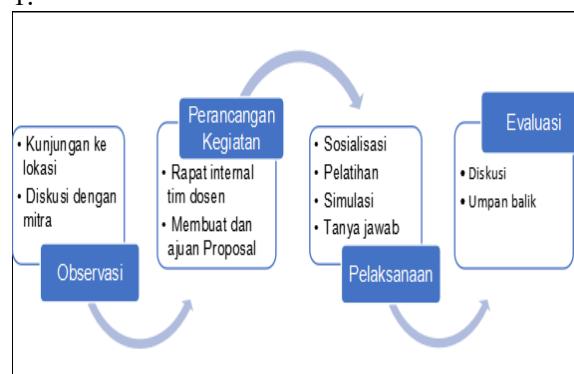 1.
• Kunjungan ke
lokasi
• Diskusi dengan
mitra
Observasi
Perancangan
Kegiatan
• Rapat internal
tim dosen
• Membuat dan
ajuan Proposal
• Sosialisasi
• Pelatihan
• Simulasi
• Tanya jawab
Pelaksanaan
Evaluasi
• Diskusi
• Umpan balik